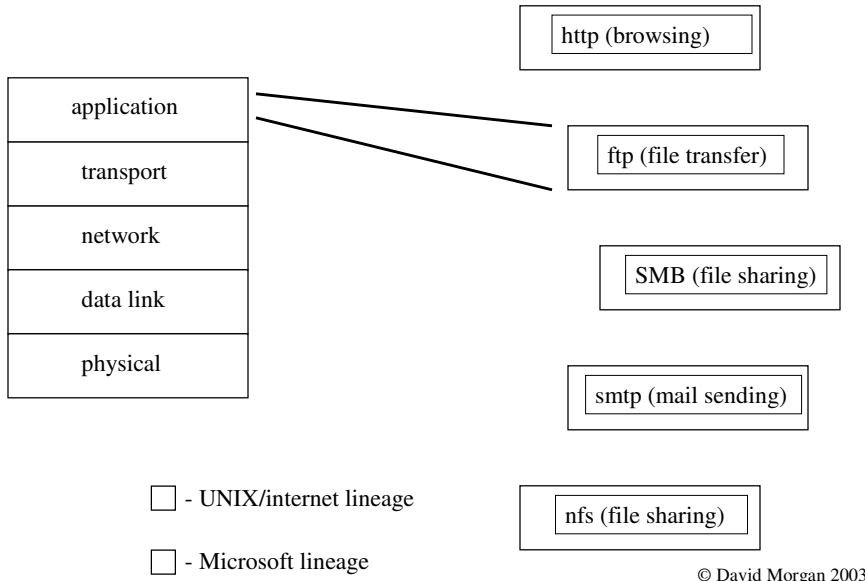 http (browsing)
application
ftp (file transfer)
transport
network
SMB (file sharing)
data link
physical
smtp (mail sending)
- UNIX/internet lineage
nfs (file sharing)
- Microsoft lineage
© David Morgan 2003